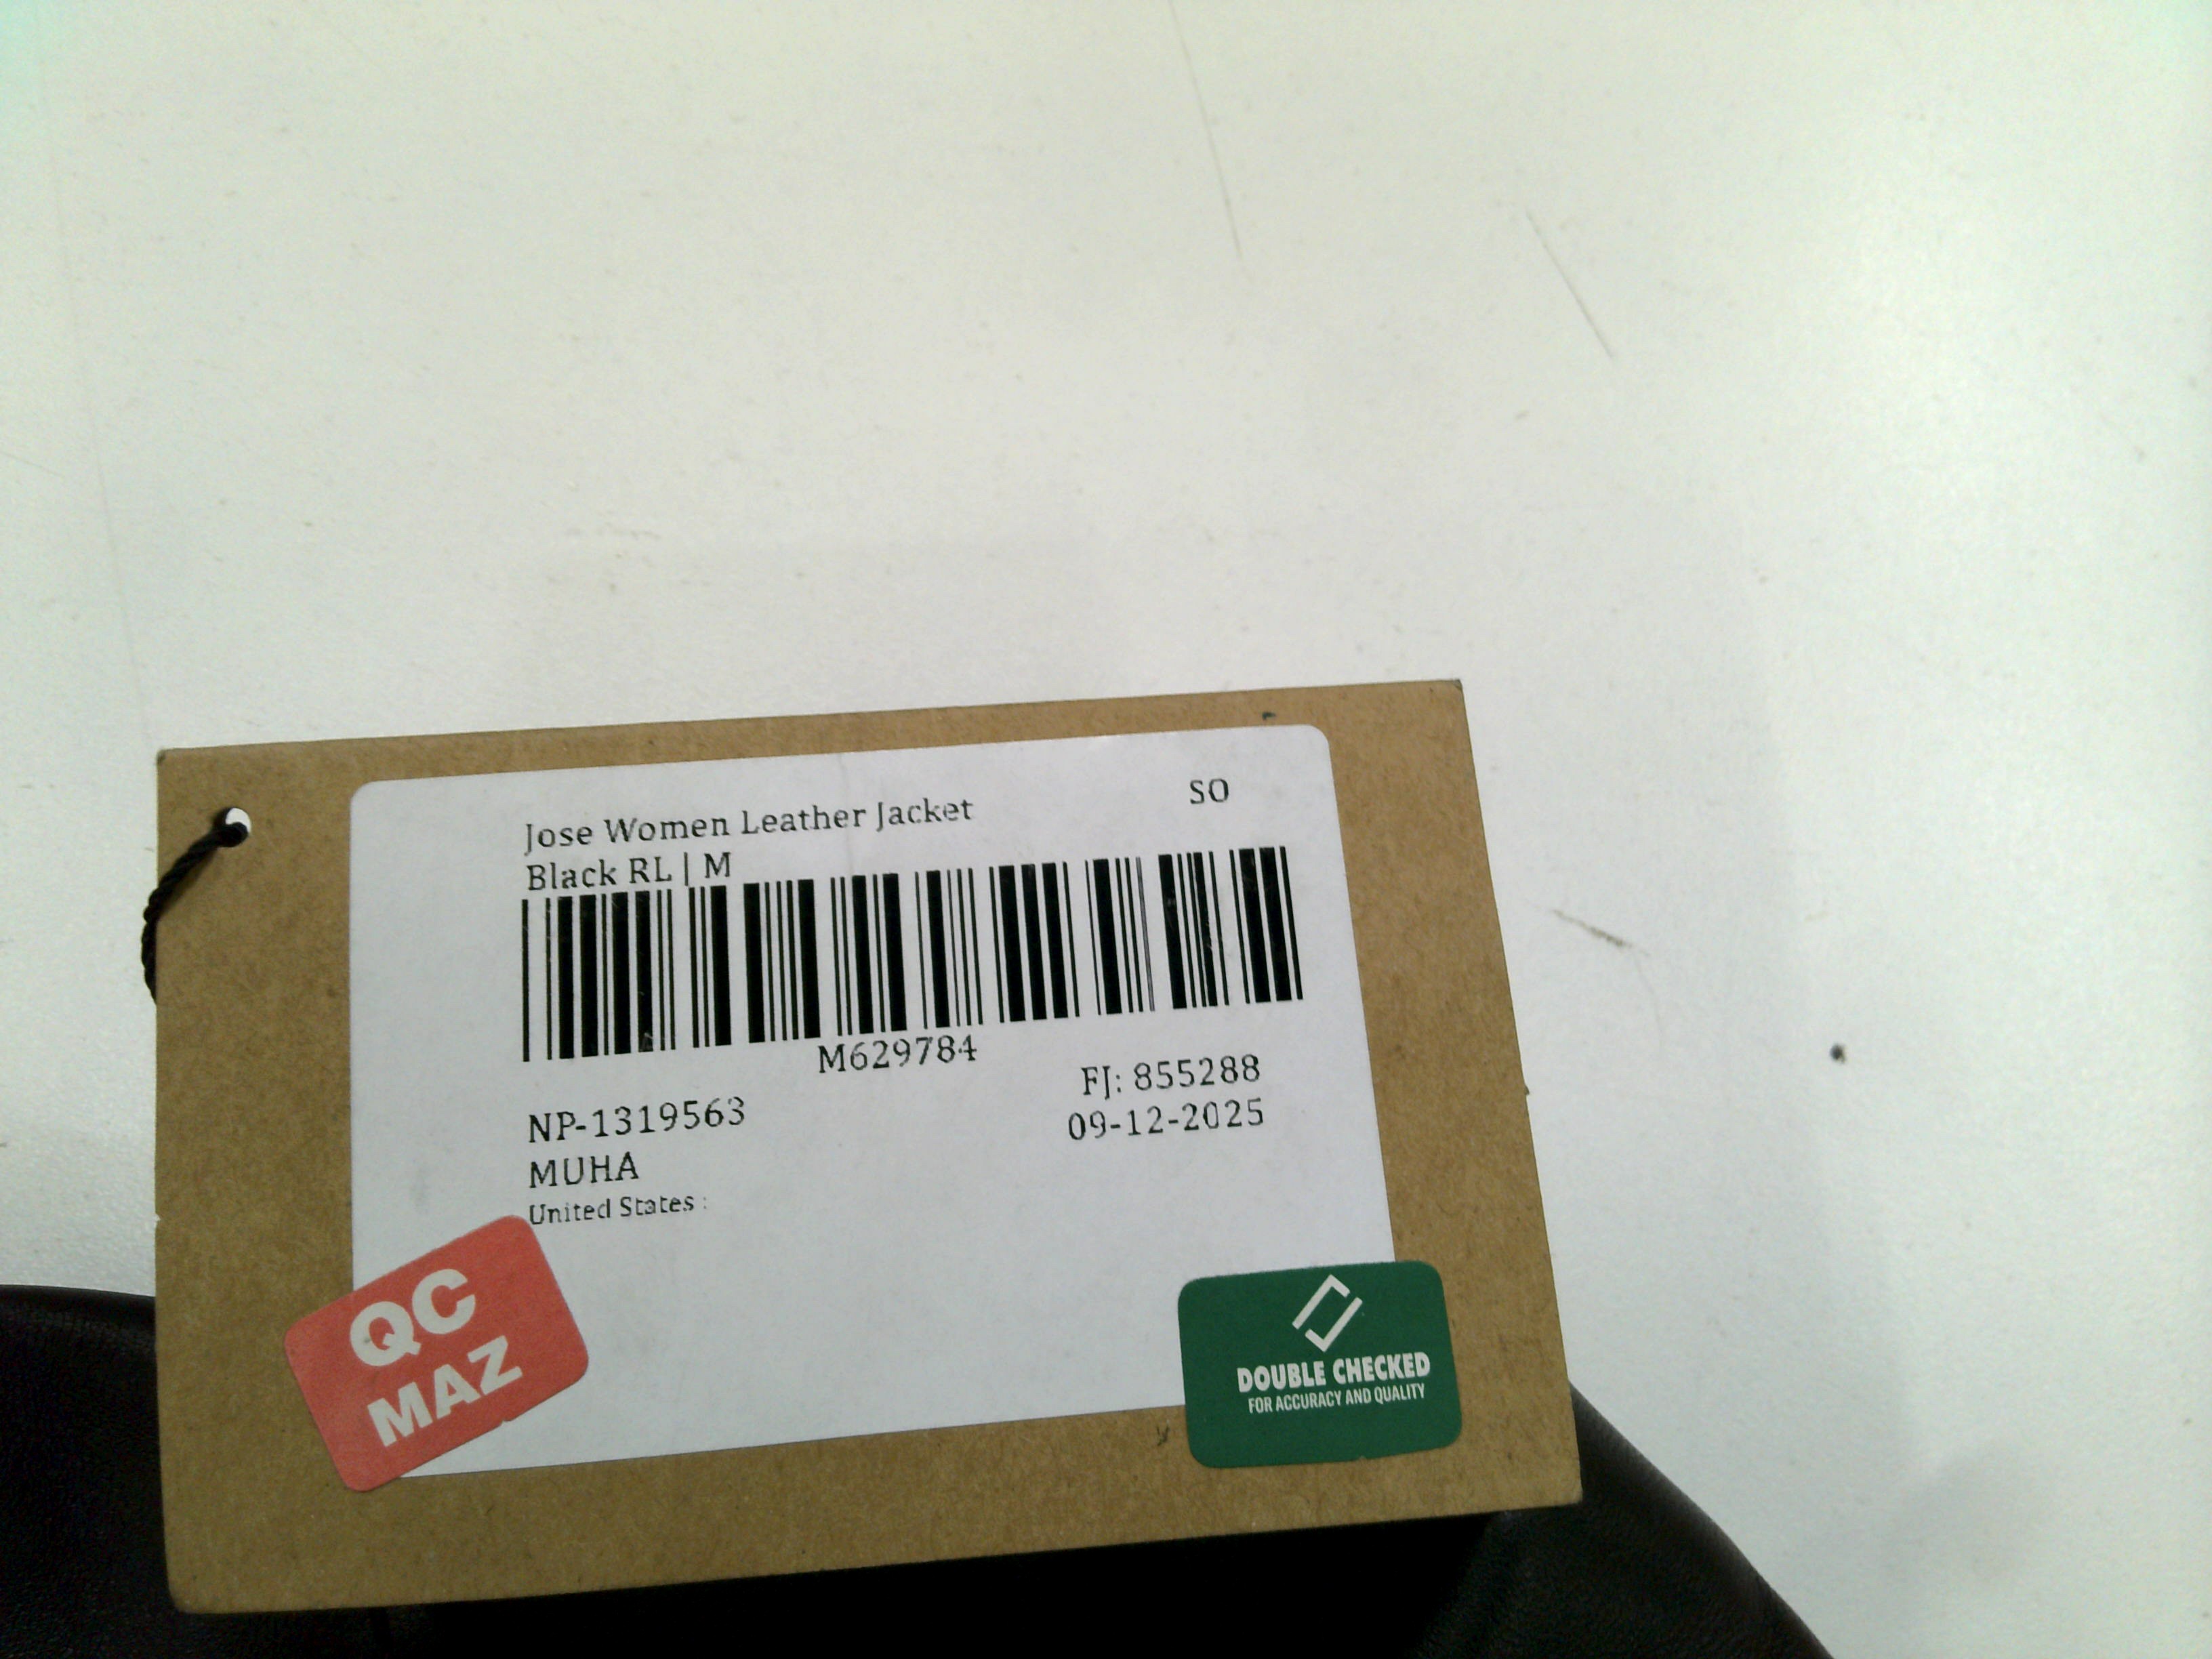 SO
Jose Women Leather Jacket
Black RL | M
M629784
FJ: 855288
NP-1319563
09-12-2025
MUHA
United States :
QC
MAZ
DOUBLE CHECKED
FOR ACCURACY AND QUALITY